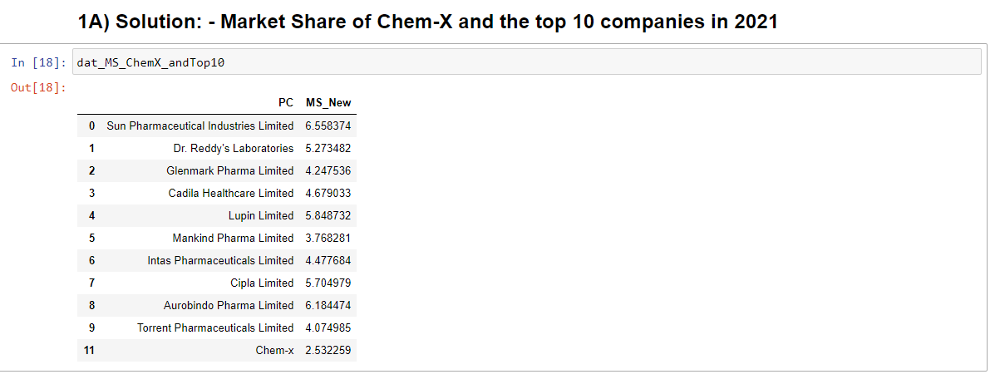 1A) Solution: - Market Share of Chem-X and the top 10 companies in 2021
In [18]: dat_MS_ChemX_andTop10
Out[18]:
PC MS_New
0 Sun Pharmaceutical Industries Limited 6.558374
1 Dr. Reddy’s Laboratories 5.273482
2 Glenmark Pharma Limited 4.247536
3 Cadila Healthcare Limited 4.679033
4 Lupin Limited 5.848732
5 Mankind Pharma Limited 3.768281
6 Intas Pharmaceuticals Limited 4.477684
7 Cipla Limited 5.704979
8 Aurobindo Pharma Limited 6.184474
9 Torrent Pharmaceuticals Limited 4.074985
11 Chem-x 2.532259